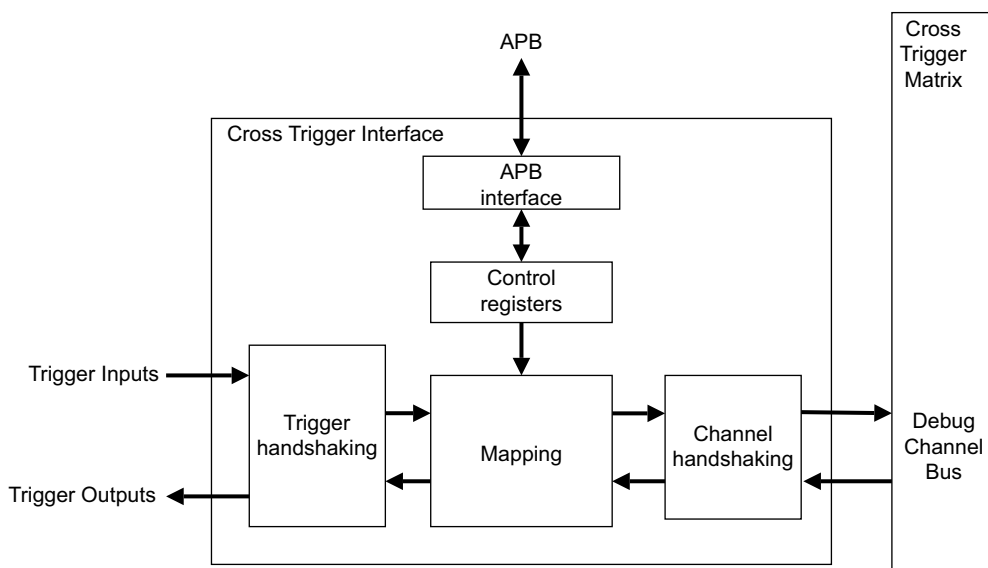 APB
Cross
Trigger
Matrix
Cross Trigger Interface
APB
interface
Control
registers
Trigger Inputs
Trigger
handshaking
Mapping
Channel
handshaking
Debug
Channel
Bus
Trigger Outputs